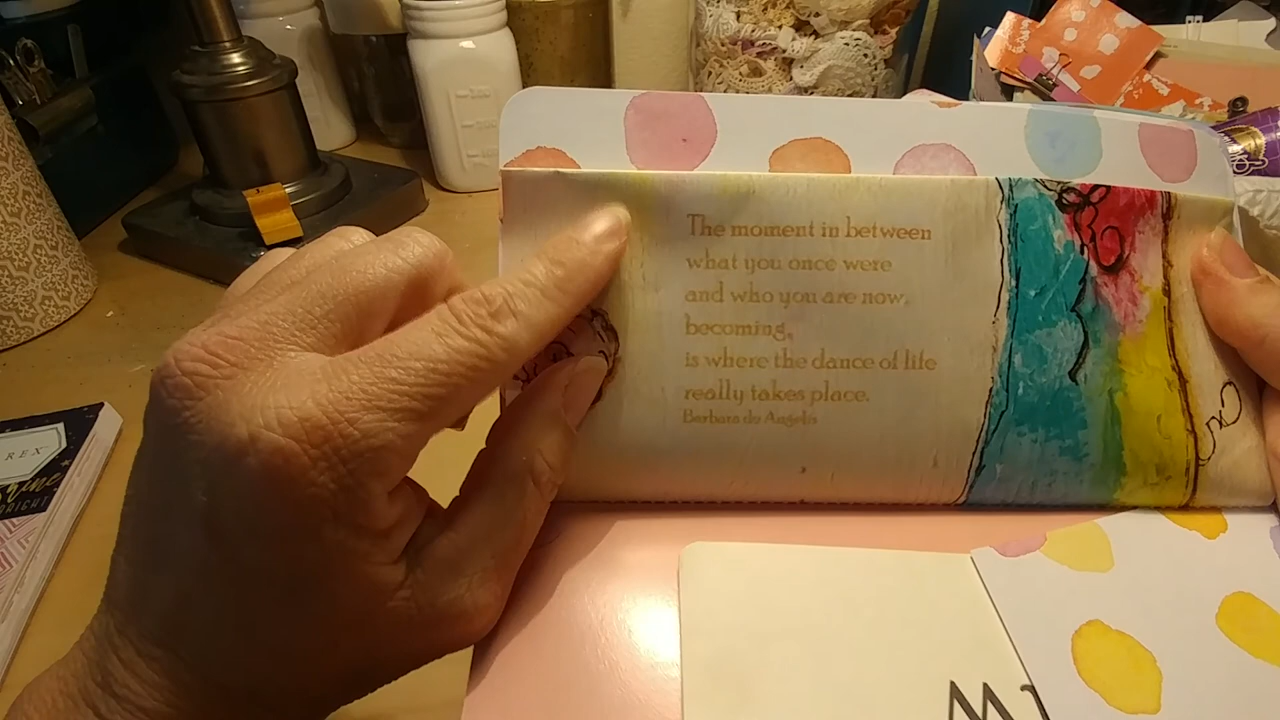 The moment in between
what you once were
and who you are now,
becoming,
is where the dance of life
really takes place.
Barbara de Angelis
REX